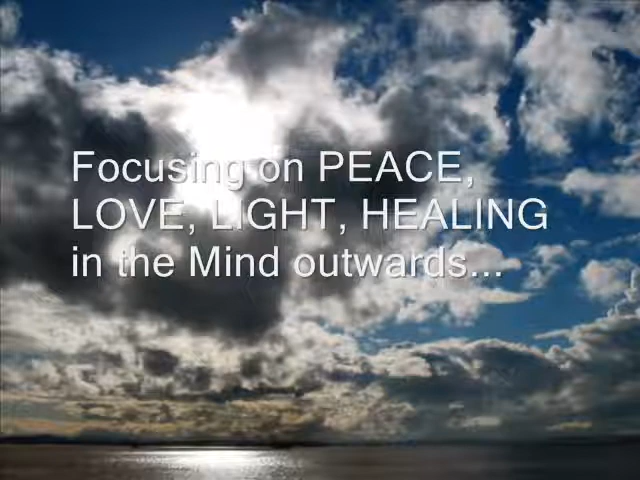 Focusing on PEACE,
LOVE, LIGHT, HEALING
in the Mind outwards...